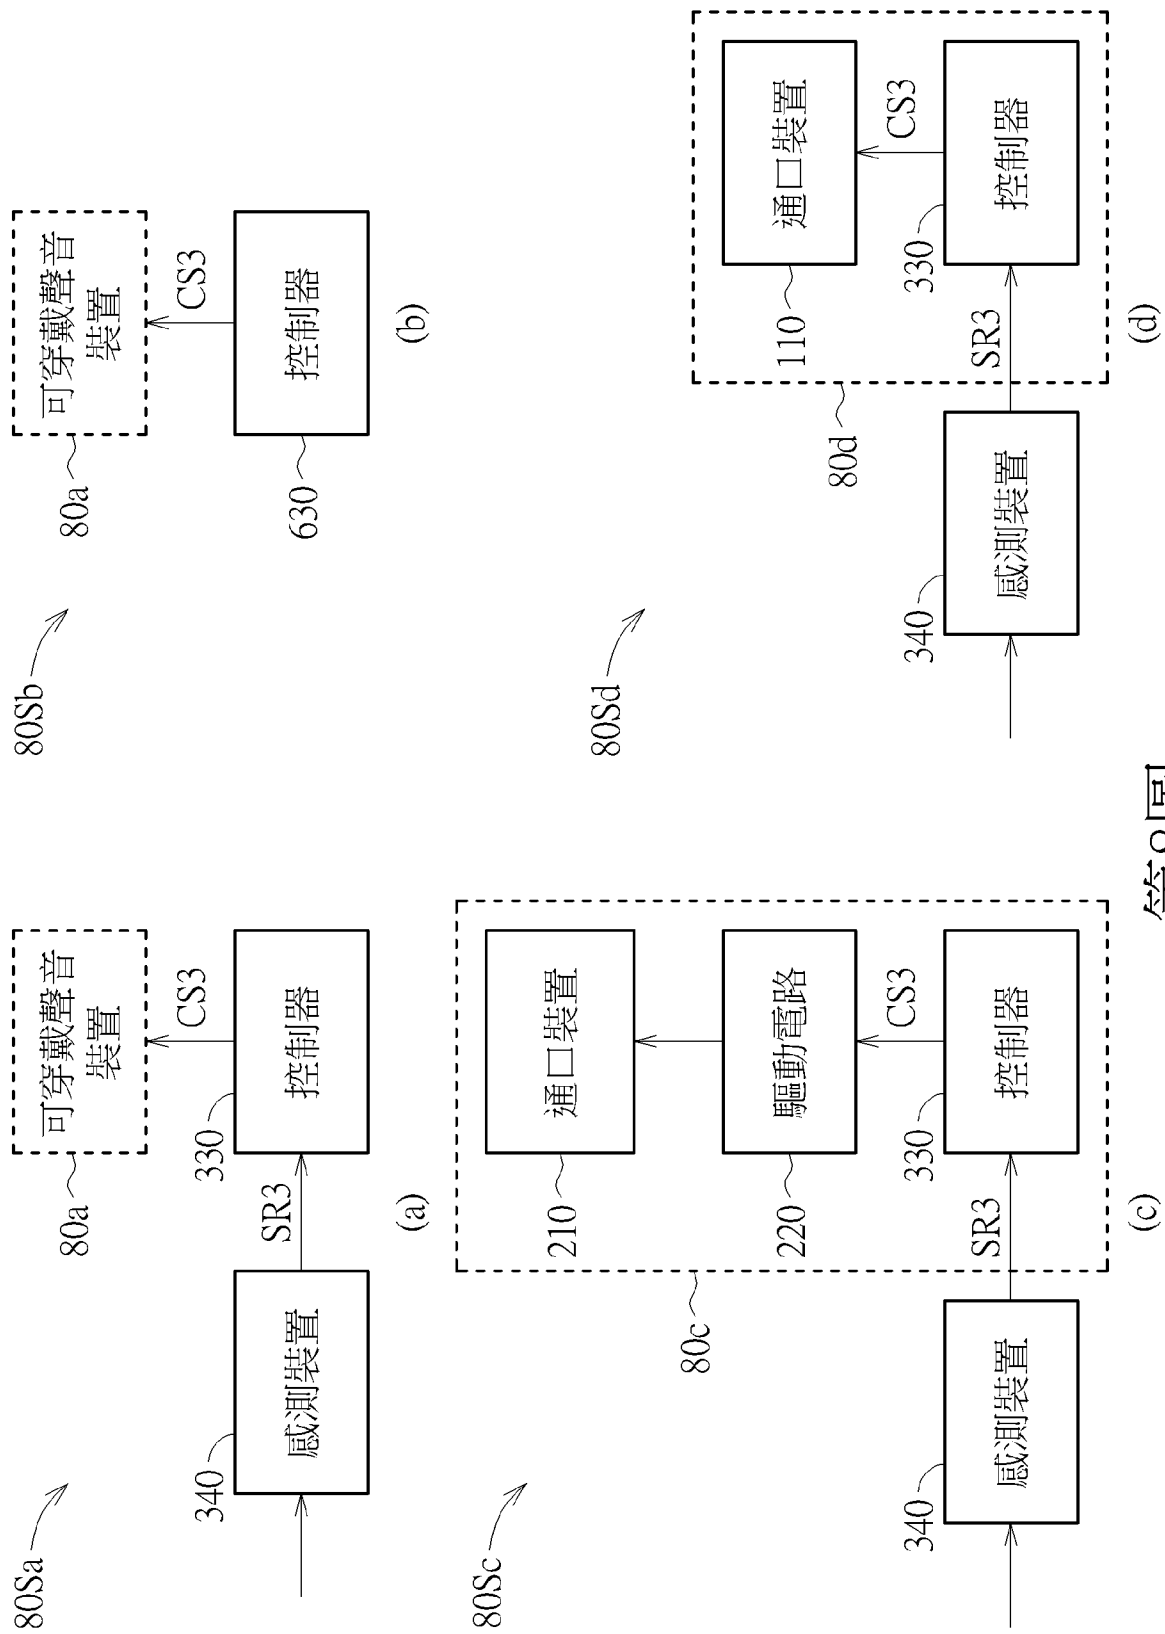 80Sa
340
感測裝置
SR3
330
控制器
CS3
80a
可穿戴聲音
裝置
(a)
80Sb
630
控制器
CS3
80a
可穿戴聲音
裝置
(b)
80Sc
340
感測裝置
SR3
330
控制器
CS3
220
驅動電路
210
通口裝置
80c
(c)
80Sd
340
感測裝置
SR3
330
控制器
CS3
110
通口裝置
80d
(d)